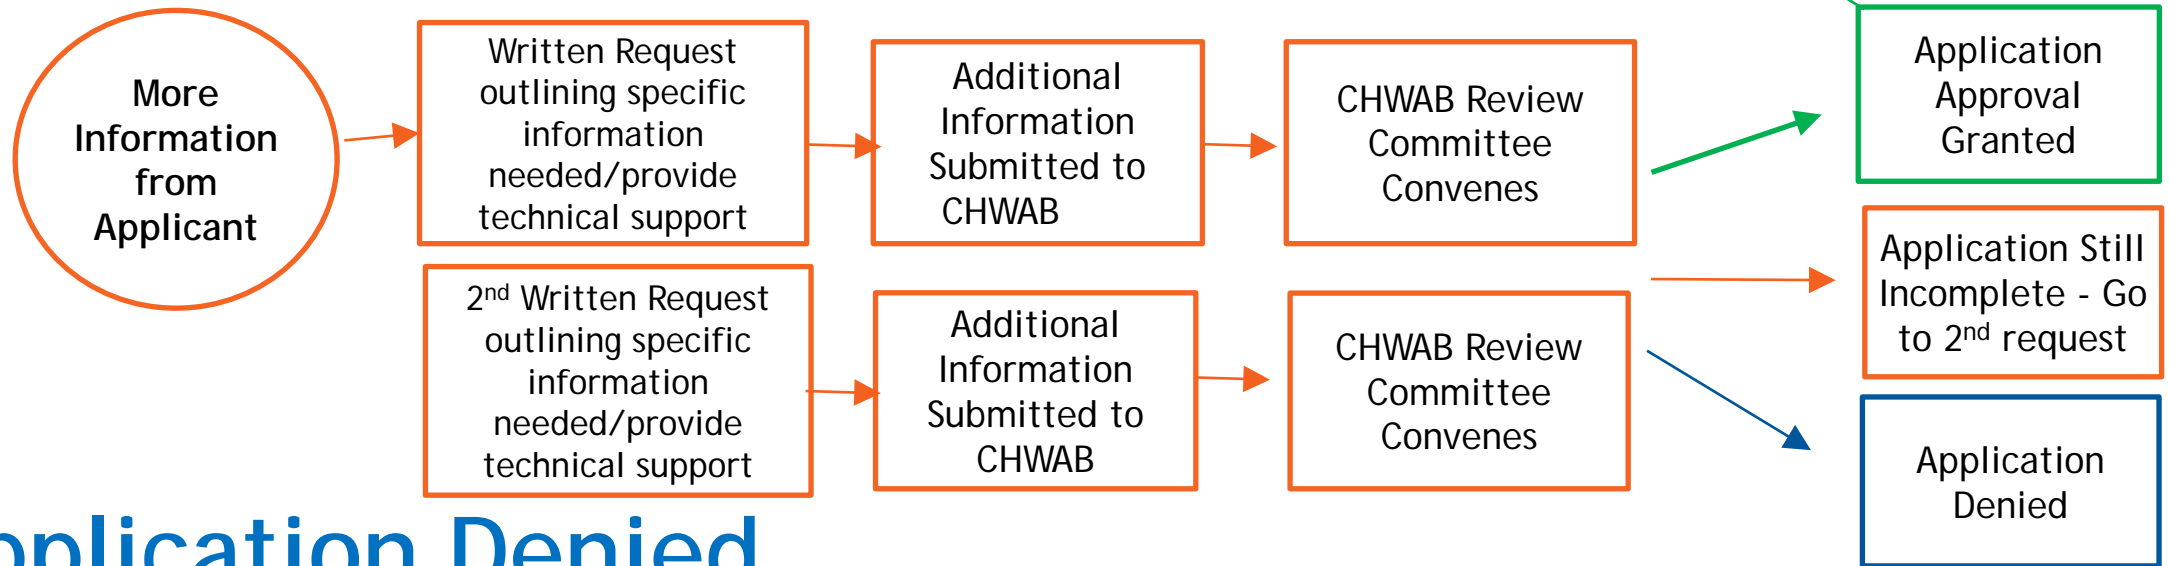 More
Information
from
Applicant
Written Request
outlining specific
information
needed/provide
technical support
Additional
Information
Submitted to
CHWAB
CHWAB Review
Committee
Convenes
Application
Approval
Granted
2nd Written Request
outlining specific
information
needed/provide
technical support
Additional
Information
Submitted to
CHWAB
CHWAB Review
Committee
Convenes
Application Still
Incomplete - Go
to 2nd request
Application
Denied
pplication Denied